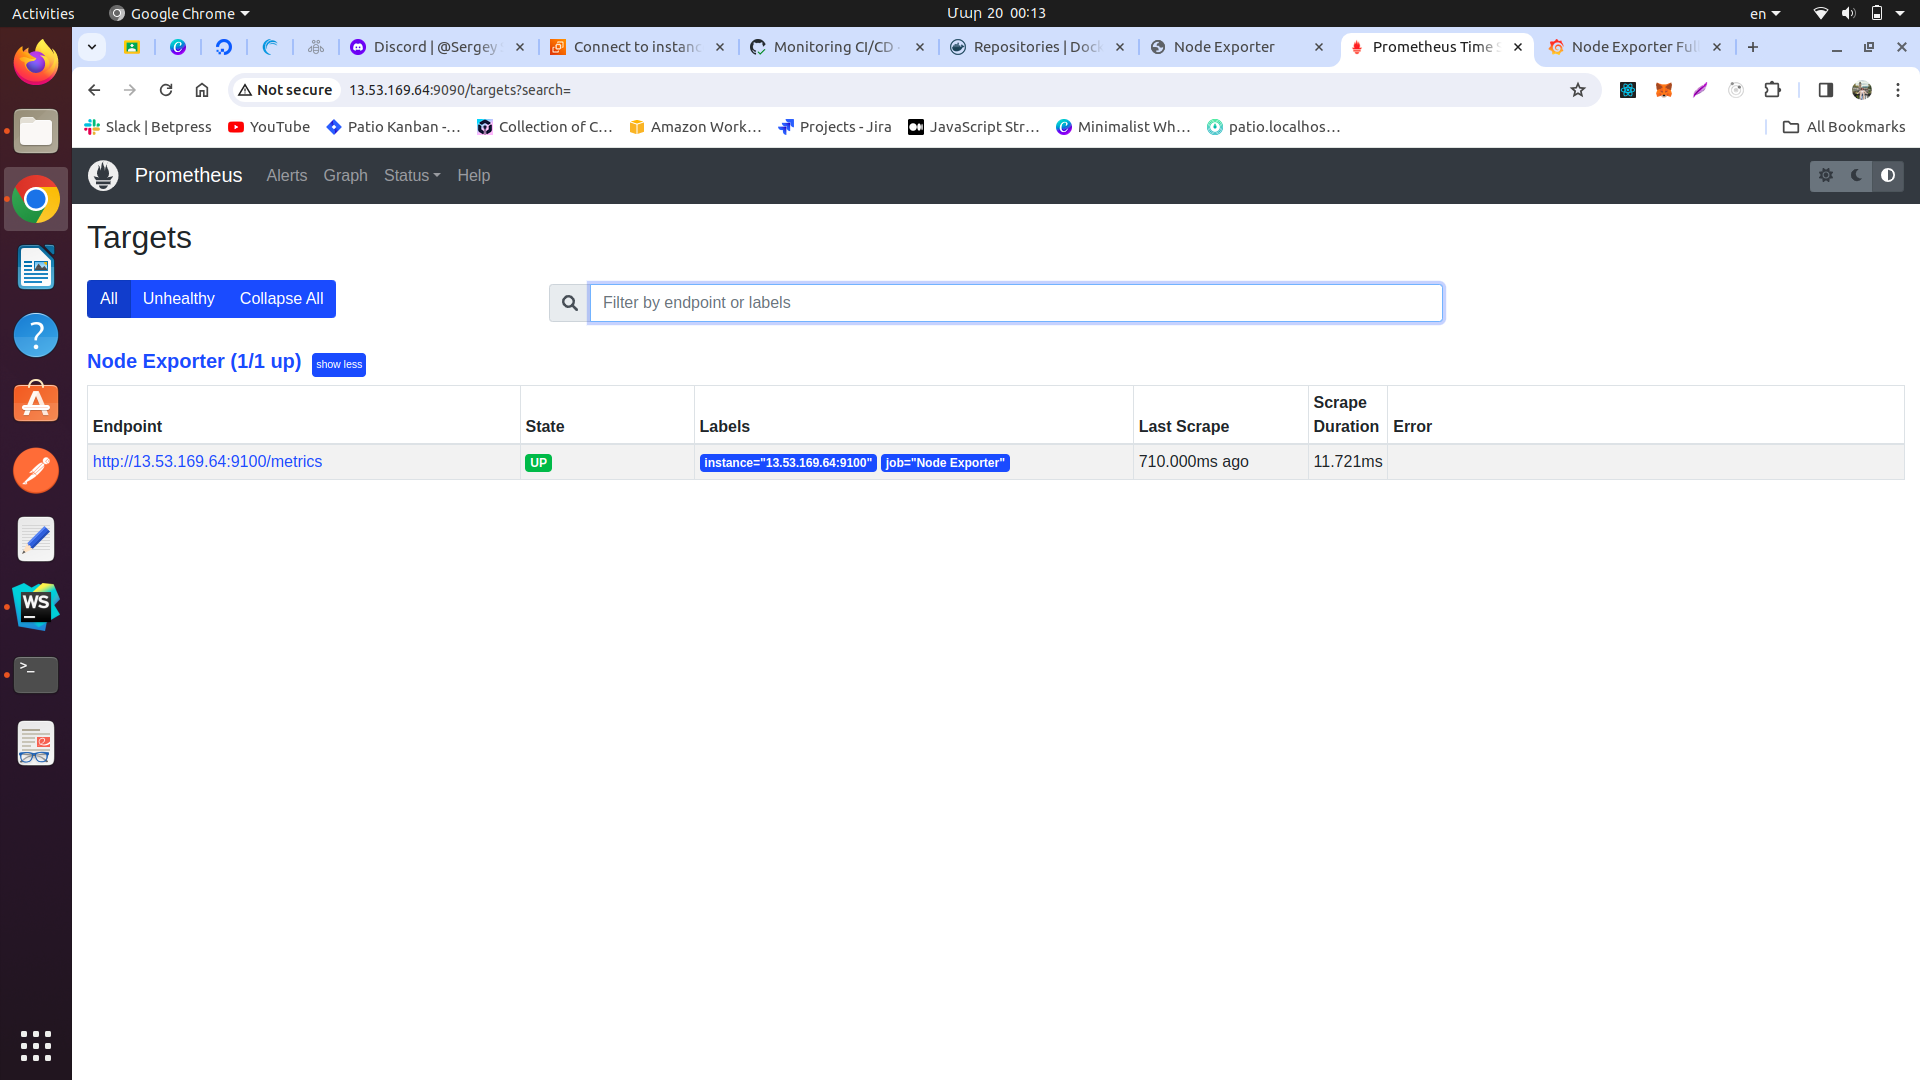 Activities
Google Chrome
Մար 20 00:13
en
Discord | @Sergey
Connect to instanc
Monitoring CI/CD
Repositories | Dock
Node Exporter
Prometheus Time S
Node Exporter Full
Not secure
13.53.169.64:9090/targets?search=
Slack | Betpress
YouTube
Patio Kanban -...
Collection of C...
Amazon Work...
Projects - Jira
JavaScript Str...
Minimalist Wh...
patio.localhos...
All Bookmarks
Prometheus
Alerts
Graph
Status
Help
Targets
All
Unhealthy
Collapse All
Filter by endpoint or labels
Node Exporter (1/1 up)
show less
Endpoint
State
Labels
Last Scrape
Scrape
Duration
Error
http://13.53.169.64:9100/metrics
UP
instance="13.53.169.64:9100"
job="Node Exporter"
710.000ms ago
11.721ms
WS
>_